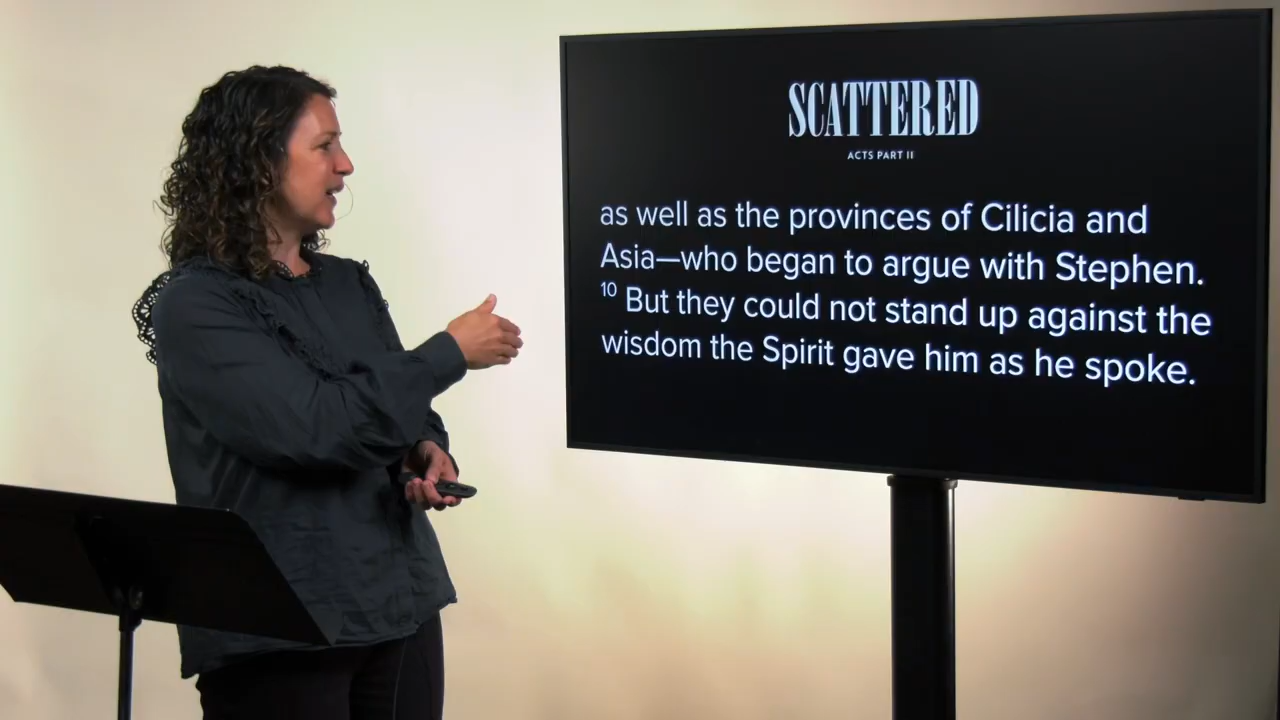 SCATTERED
ACTS PART II
as well as the provinces of Cilicia and
Asia—who began to argue with Stephen.
10 But they could not stand up against the
wisdom the Spirit gave him as he spoke.